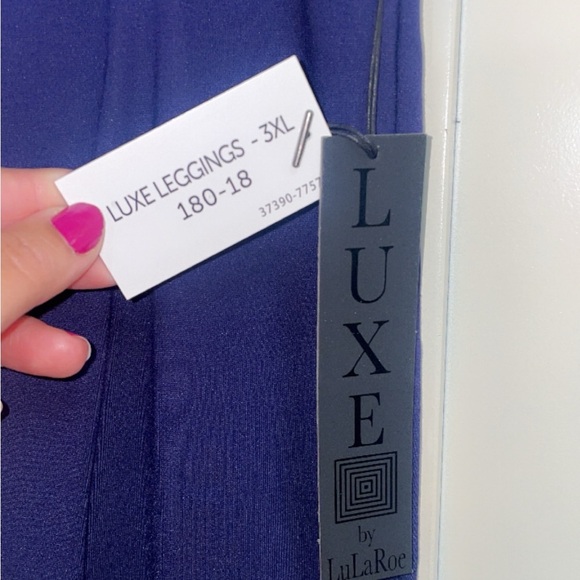 LUXE LEGGINGS - 3XL
180-18
37390-7757
L
U
X
E
by
LuLaRoe